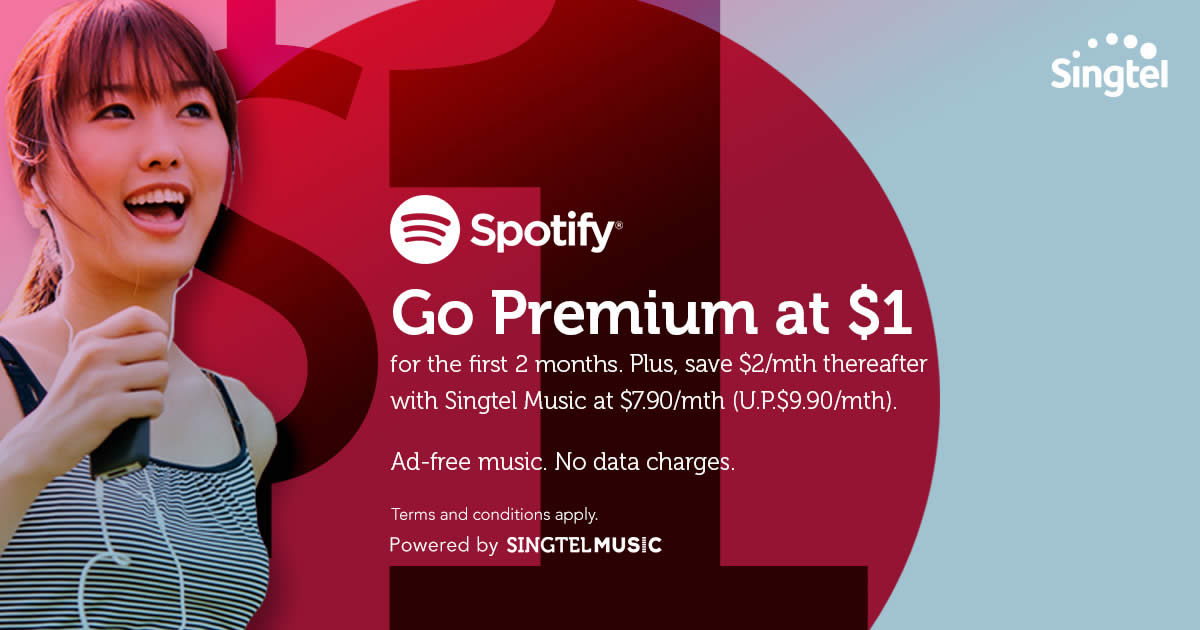 Singtel
$1
Spotify®
Go Premium at $1
for the first 2 months. Plus, save $2/mth thereafter
with Singtel Music at $7.90/mth (U.P.$9.90/mth).
Ad-free music. No data charges.
Terms and conditions apply.
Powered by SINGTELMUSIC